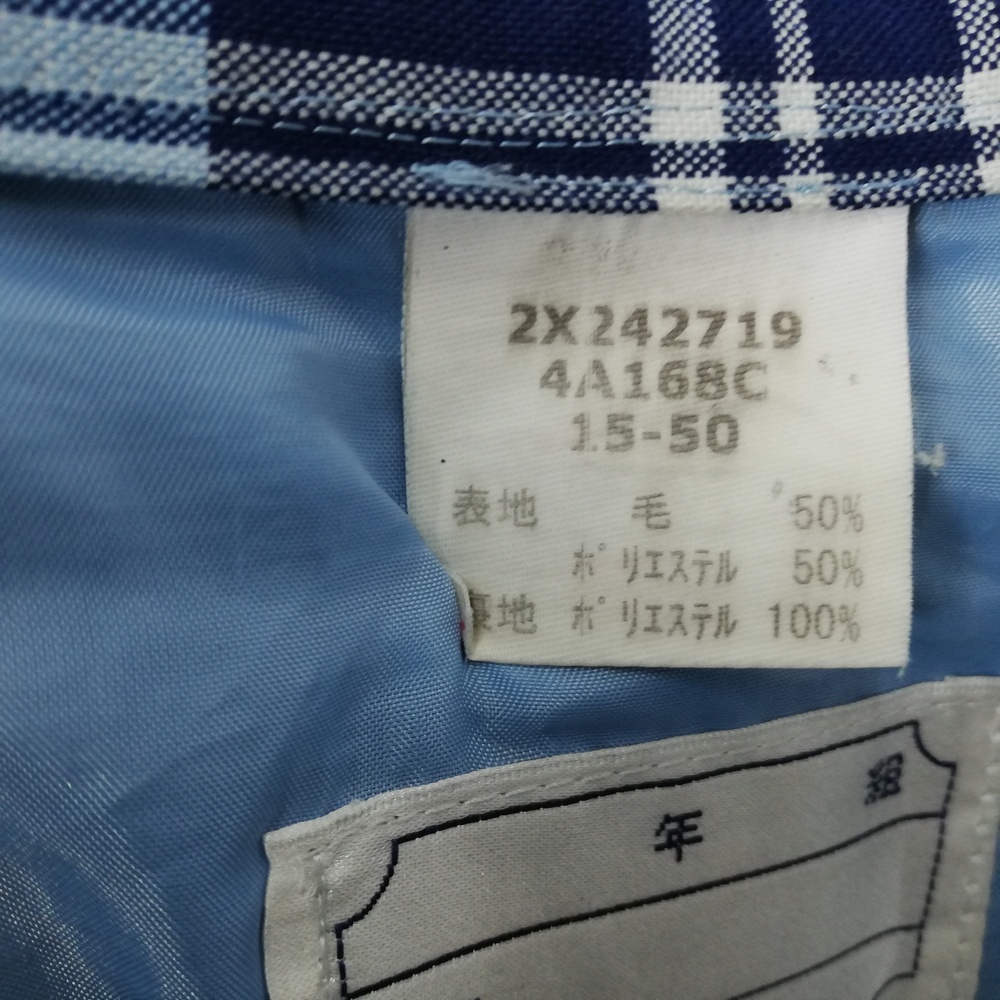 2X242719
4A168C
15-50
表地 毛 50%
ポリエステル 50%
裏地 ポリエステル 100%
年